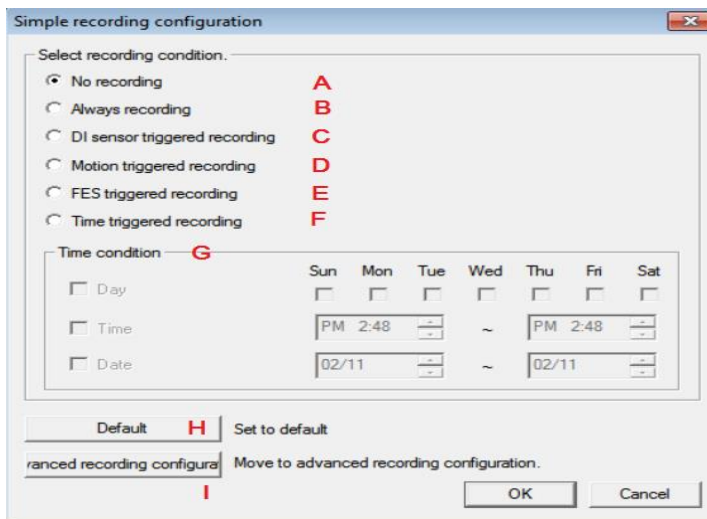 Simple recording configuration
Select recording condition.
No recording A
Always recording B
DI sensor triggered recording C
Motion triggered recording D
FES triggered recording E
Time triggered recording F
Time condition G
Sun Mon Tue Wed Thu Fri Sat
Day
Time PM 2:48 ~ PM 2:48
Date 02/11 ~ 02/11
Default H Set to default
ranced recording configura Move to advanced recording configuration.
I
OK Cancel